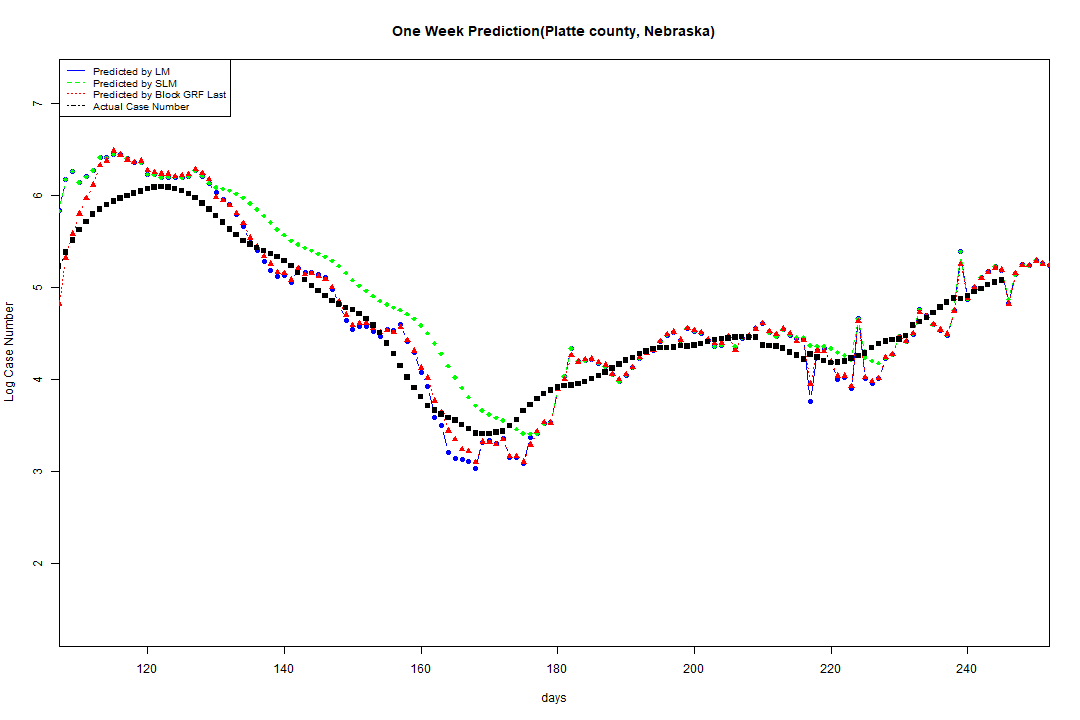 One Week Prediction(Platte county, Nebraska)
Predicted by LM
Predicted by SLM
Predicted by Block GRF Last
Actual Case Number
7
6
5
4
3
2
Log Case Number
120 140 160 180 200 220 240
days